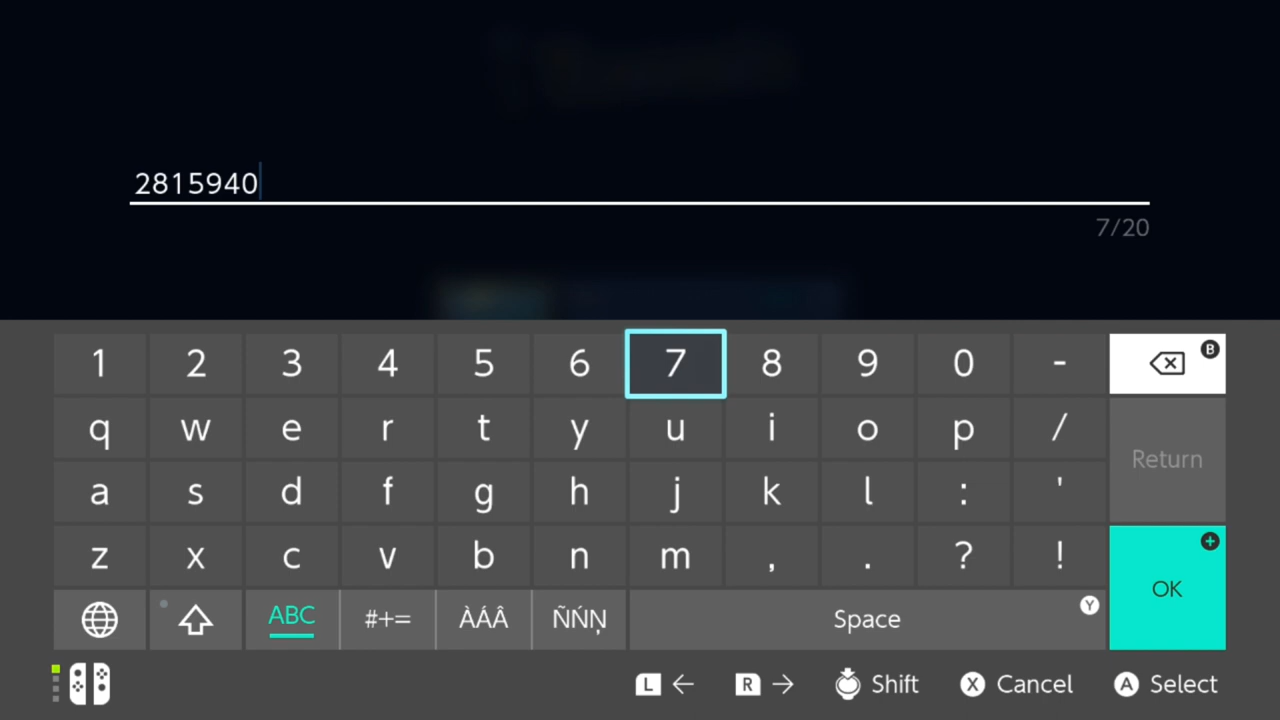 2815940
7/20
1 2 3 4 5 6 7 8 9 0 - B
q w e r t y u i o p / Return
a s d f g h j k l : '
z x c v b n m , . ? ! + OK
ABC #+= ÀÁÂ ÑŃŅ Space Y
L ← R → Shift X Cancel A Select